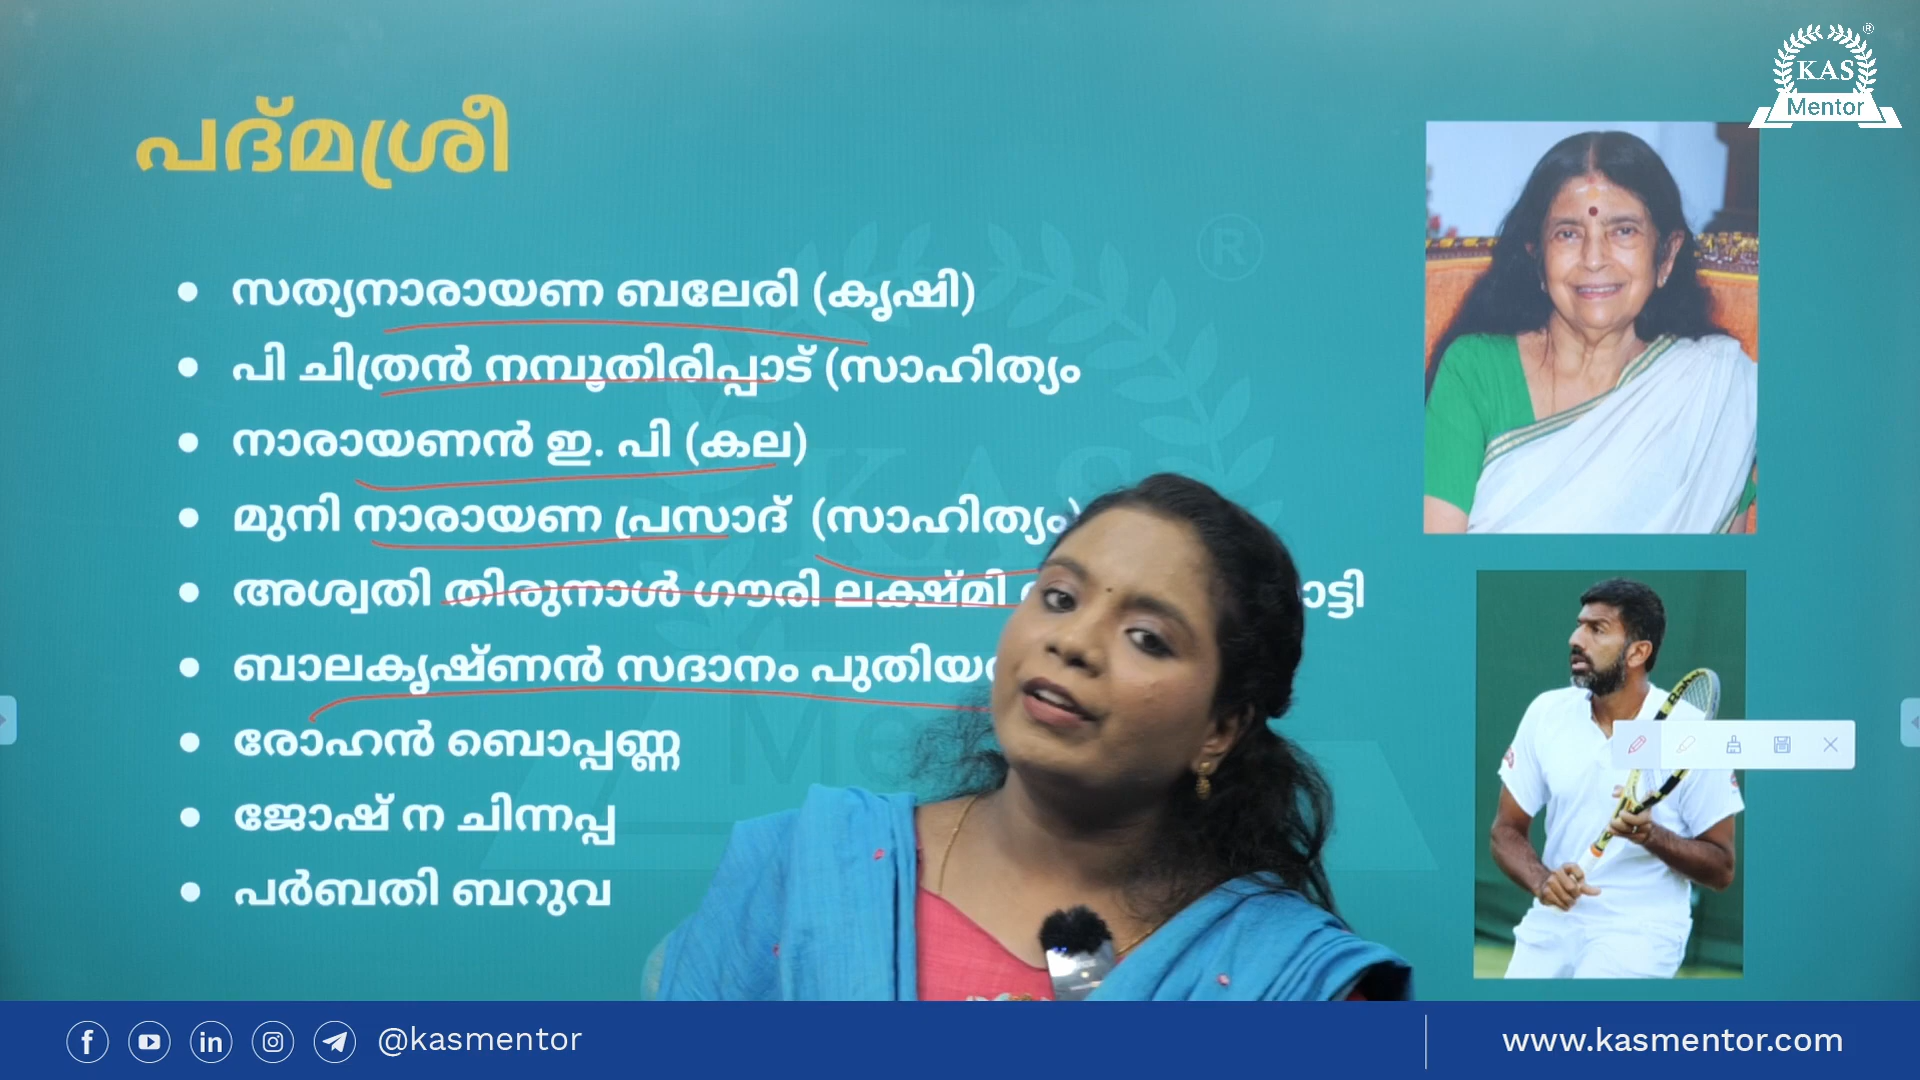 പദ്മശ്രീ
സത്യനാരായണ ബലേരി (കൃഷി)
പി ചിത്രൻ നമ്പൂതിരിപ്പാട് (സാഹിത്യം
നാരായണൻ ഇ. പി (കല)
മുനി നാരായണ പ്രസാദ് (സാഹിത്യം)
അശ്വതി തിരുനാൾ ഗൗരി ലക്ഷ്മി
ബാലകൃഷ്ണൻ സദാനം
രോഹൻ ബൊപ്പണ്ണ
ജോഷ് ന ചിന്നപ്പ
പർബതി ബറുവ
KAS
Mentor
®
@kasmentor
www.kasmentor.com